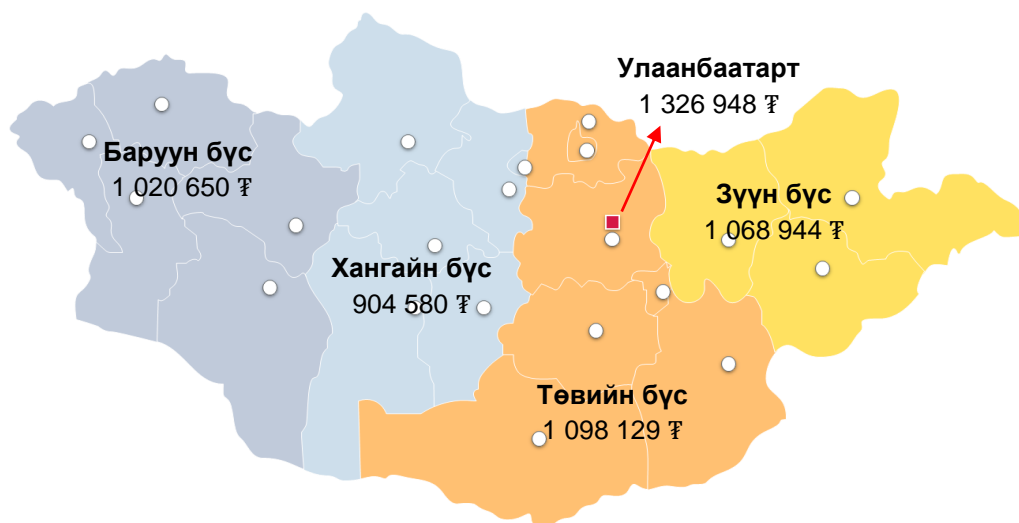 Улаанбаатарт
1 326 948 ₮
Баруун бүс
1 020 650 ₮
Зүүн бүс
1 068 944 ₮
Хангайн бүс
904 580 ₮
Төвийн бүс
1 098 129 ₮